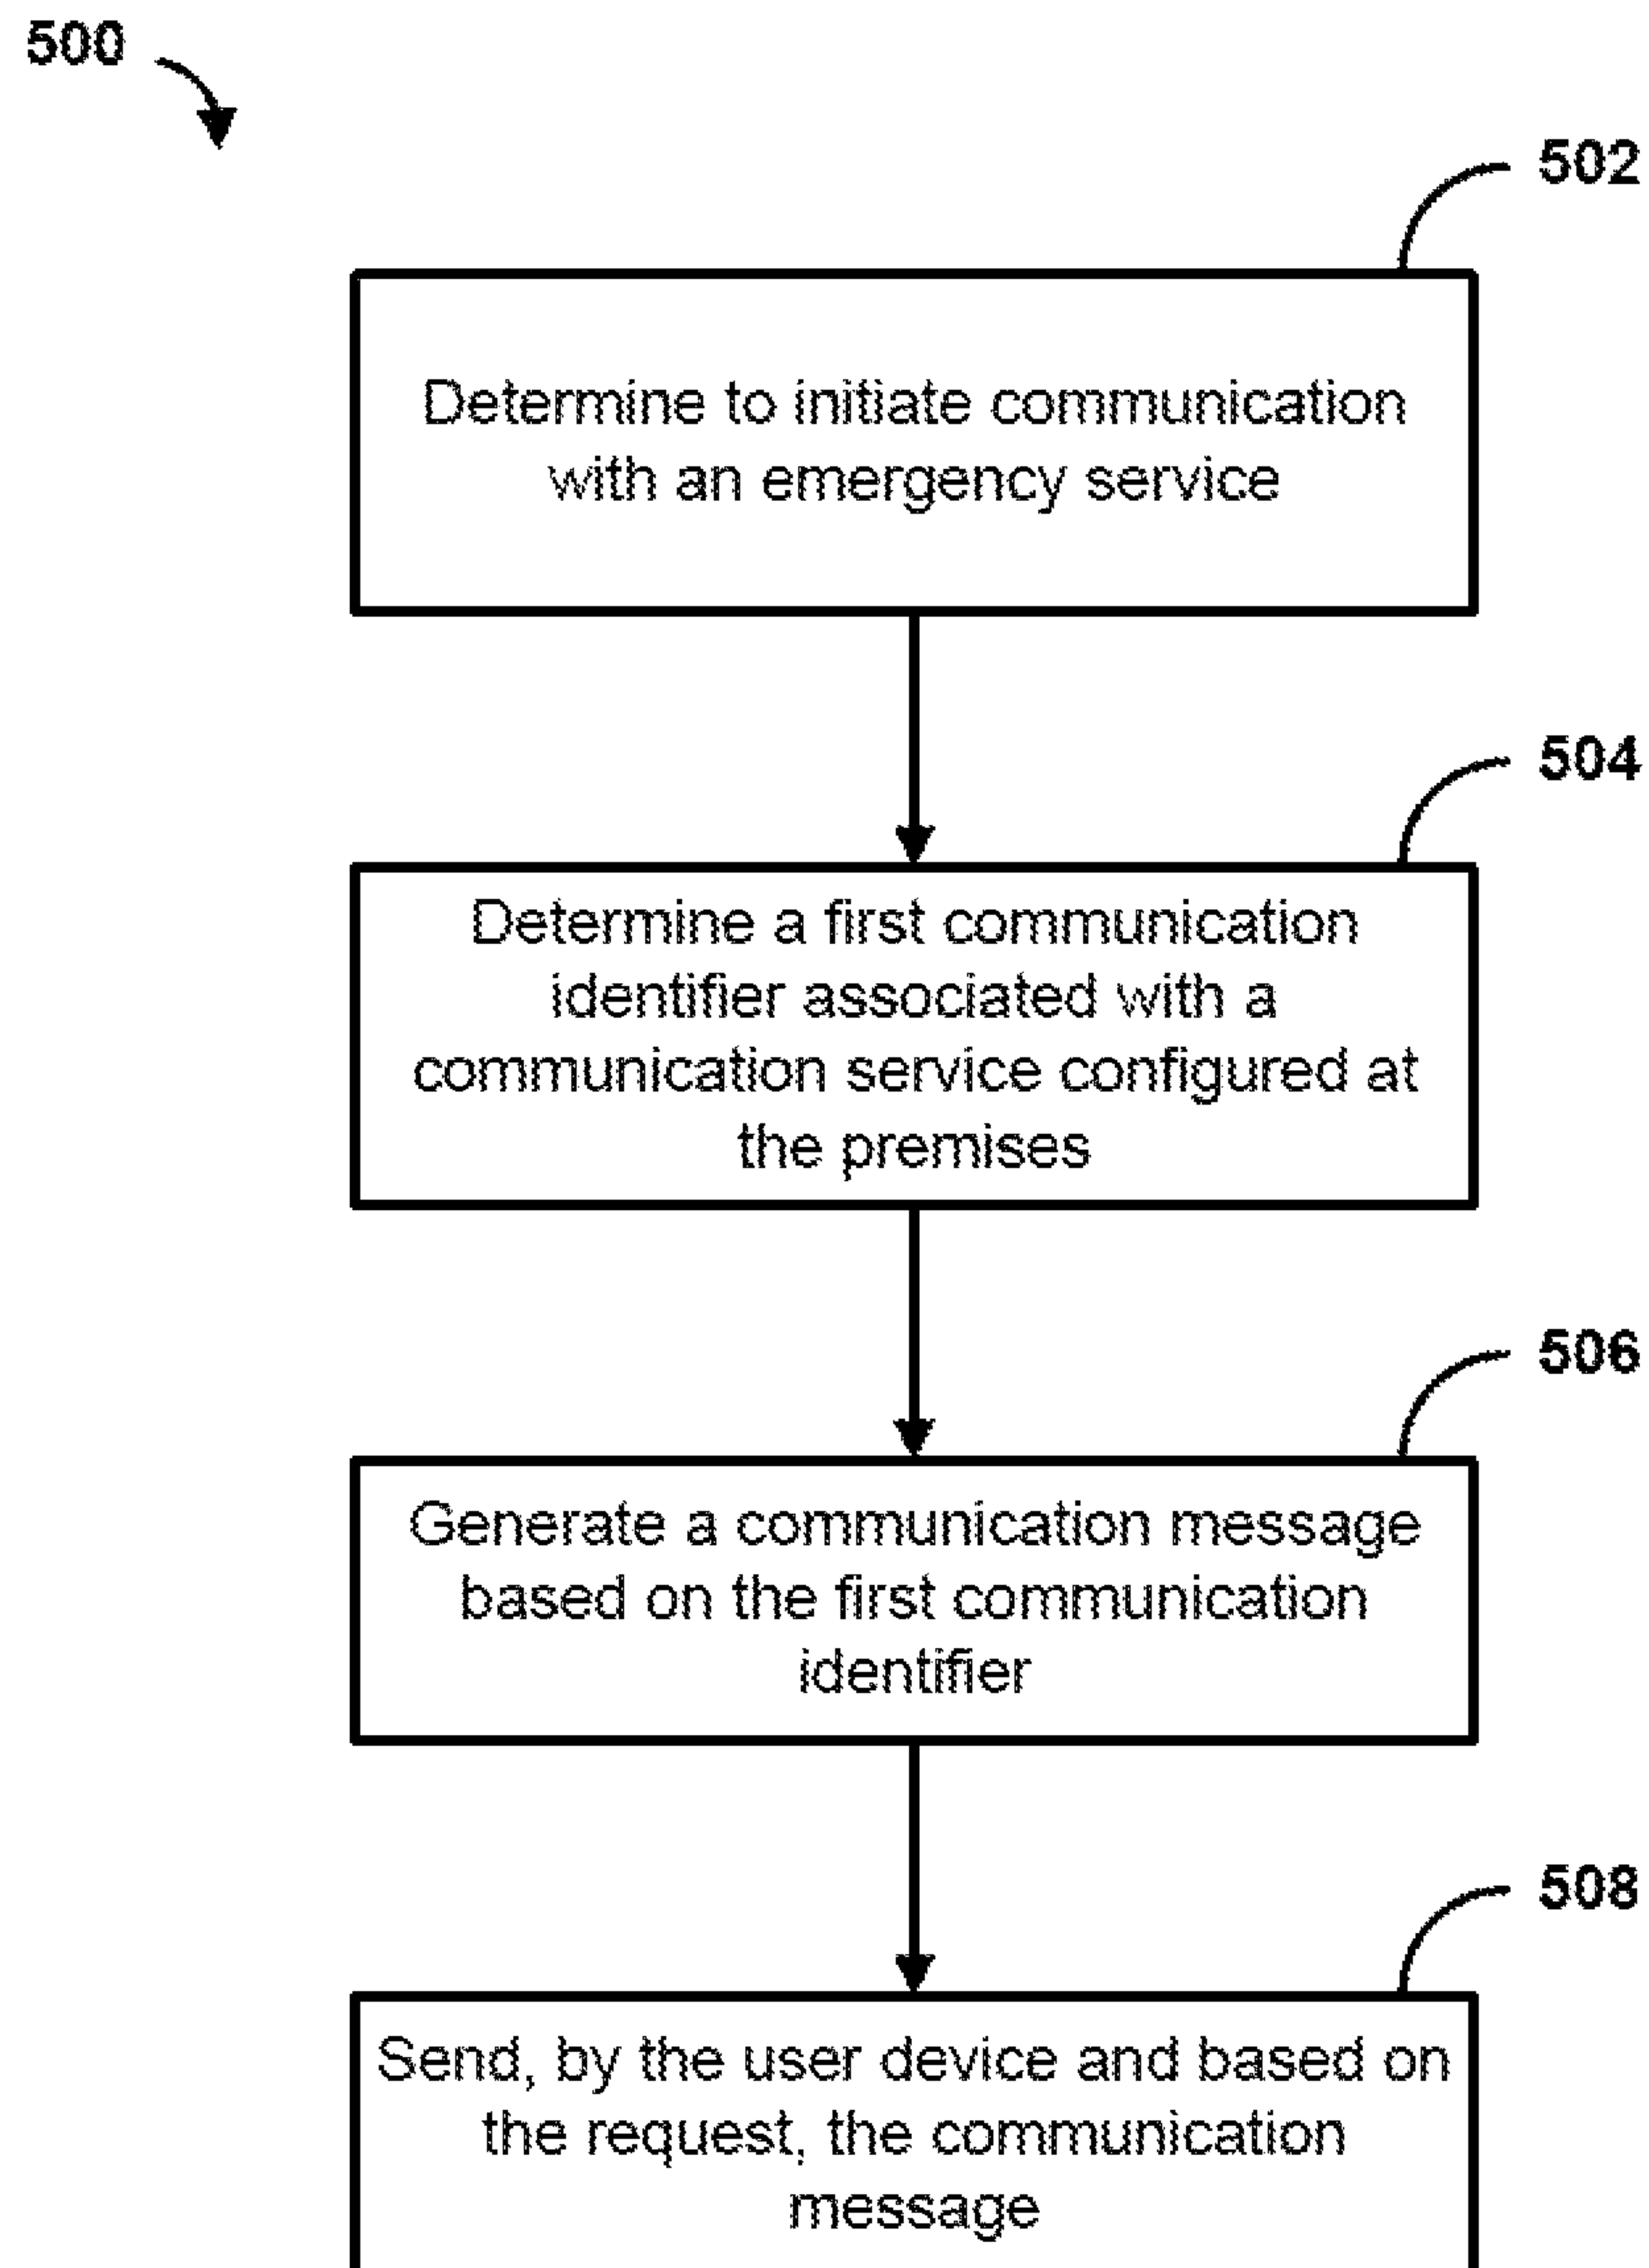 500
502
Determine to initiate communication
with an emergency service
504
Determine a first communication
identifier associated with a
communication service configured at
the premises
506
Generate a communication message
based on the first communication
identifier
508
Send, by the user device and based on
the request, the communication
message